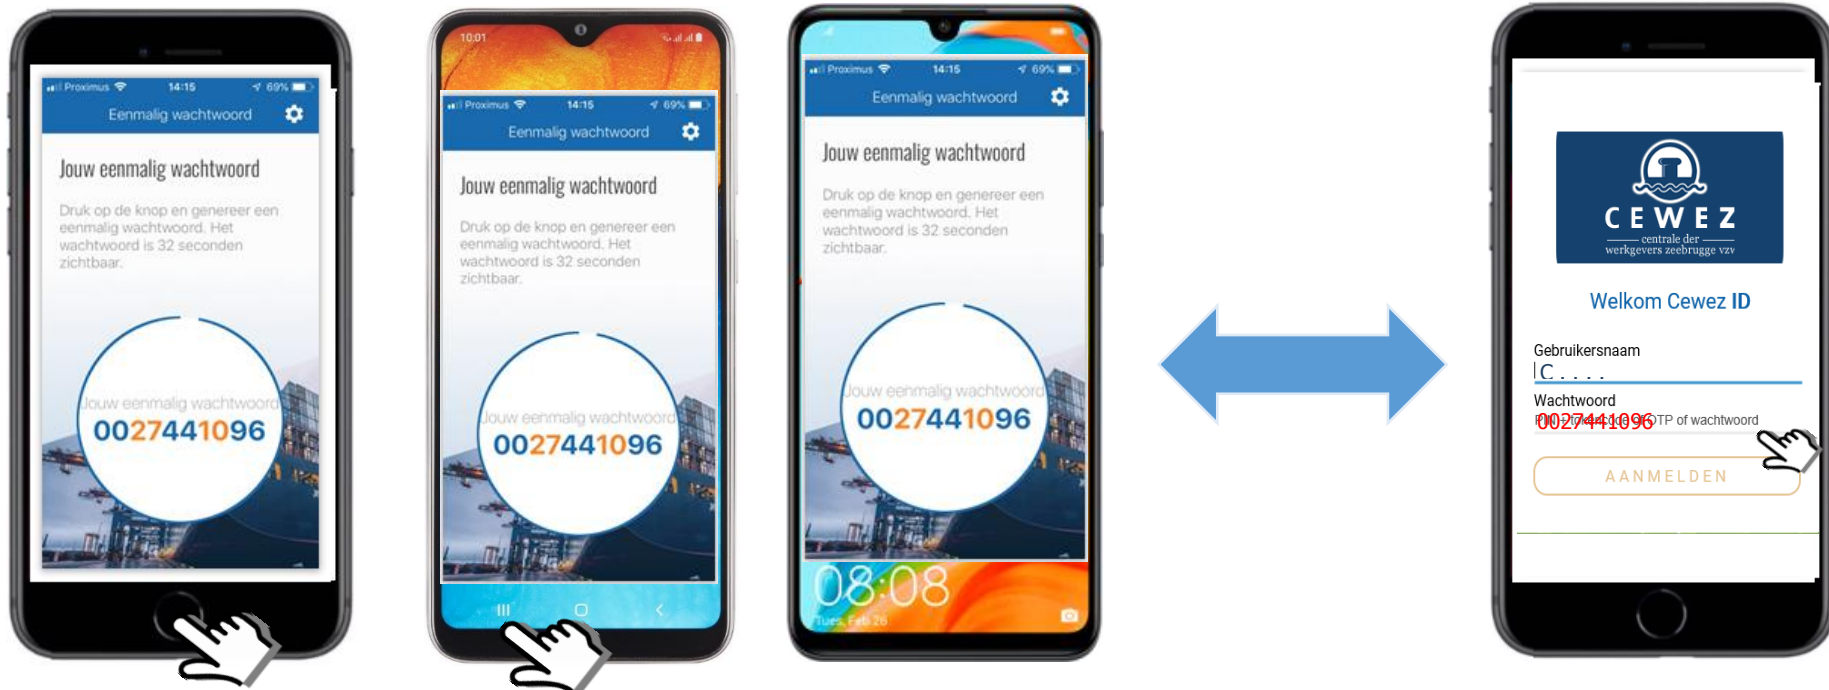 Proximus 14:15 69%
Eenmalig wachtwoord
Jouw eenmalig wachtwoord
Druk op de knop en genereer een
eenmalig wachtwoord. Het
wachtwoord is 32 seconden
zichtbaar.
Jouw eenmalig wachtwoord
0027441096
10:01
Proximus 14:15 69%
Eenmalig wachtwoord
Jouw eenmalig wachtwoord
Druk op de knop en genereer een
eenmalig wachtwoord. Het
wachtwoord is 32 seconden
zichtbaar.
Jouw eenmalig wachtwoord
0027441096
Proximus 14:15 69%
Eenmalig wachtwoord
Jouw eenmalig wachtwoord
Druk op de knop en genereer een
eenmalig wachtwoord. Het
wachtwoord is 32 seconden
zichtbaar.
Jouw eenmalig wachtwoord
0027441096
08:08
Tues, Feb 26
CEWEZ
centrale der
werkgevers zeebrugge vzv
Welkom Cewez ID
Gebruikersnaam
C . . . .
Wachtwoord
0027441096
OTP of wachtwoord
AANMELDEN